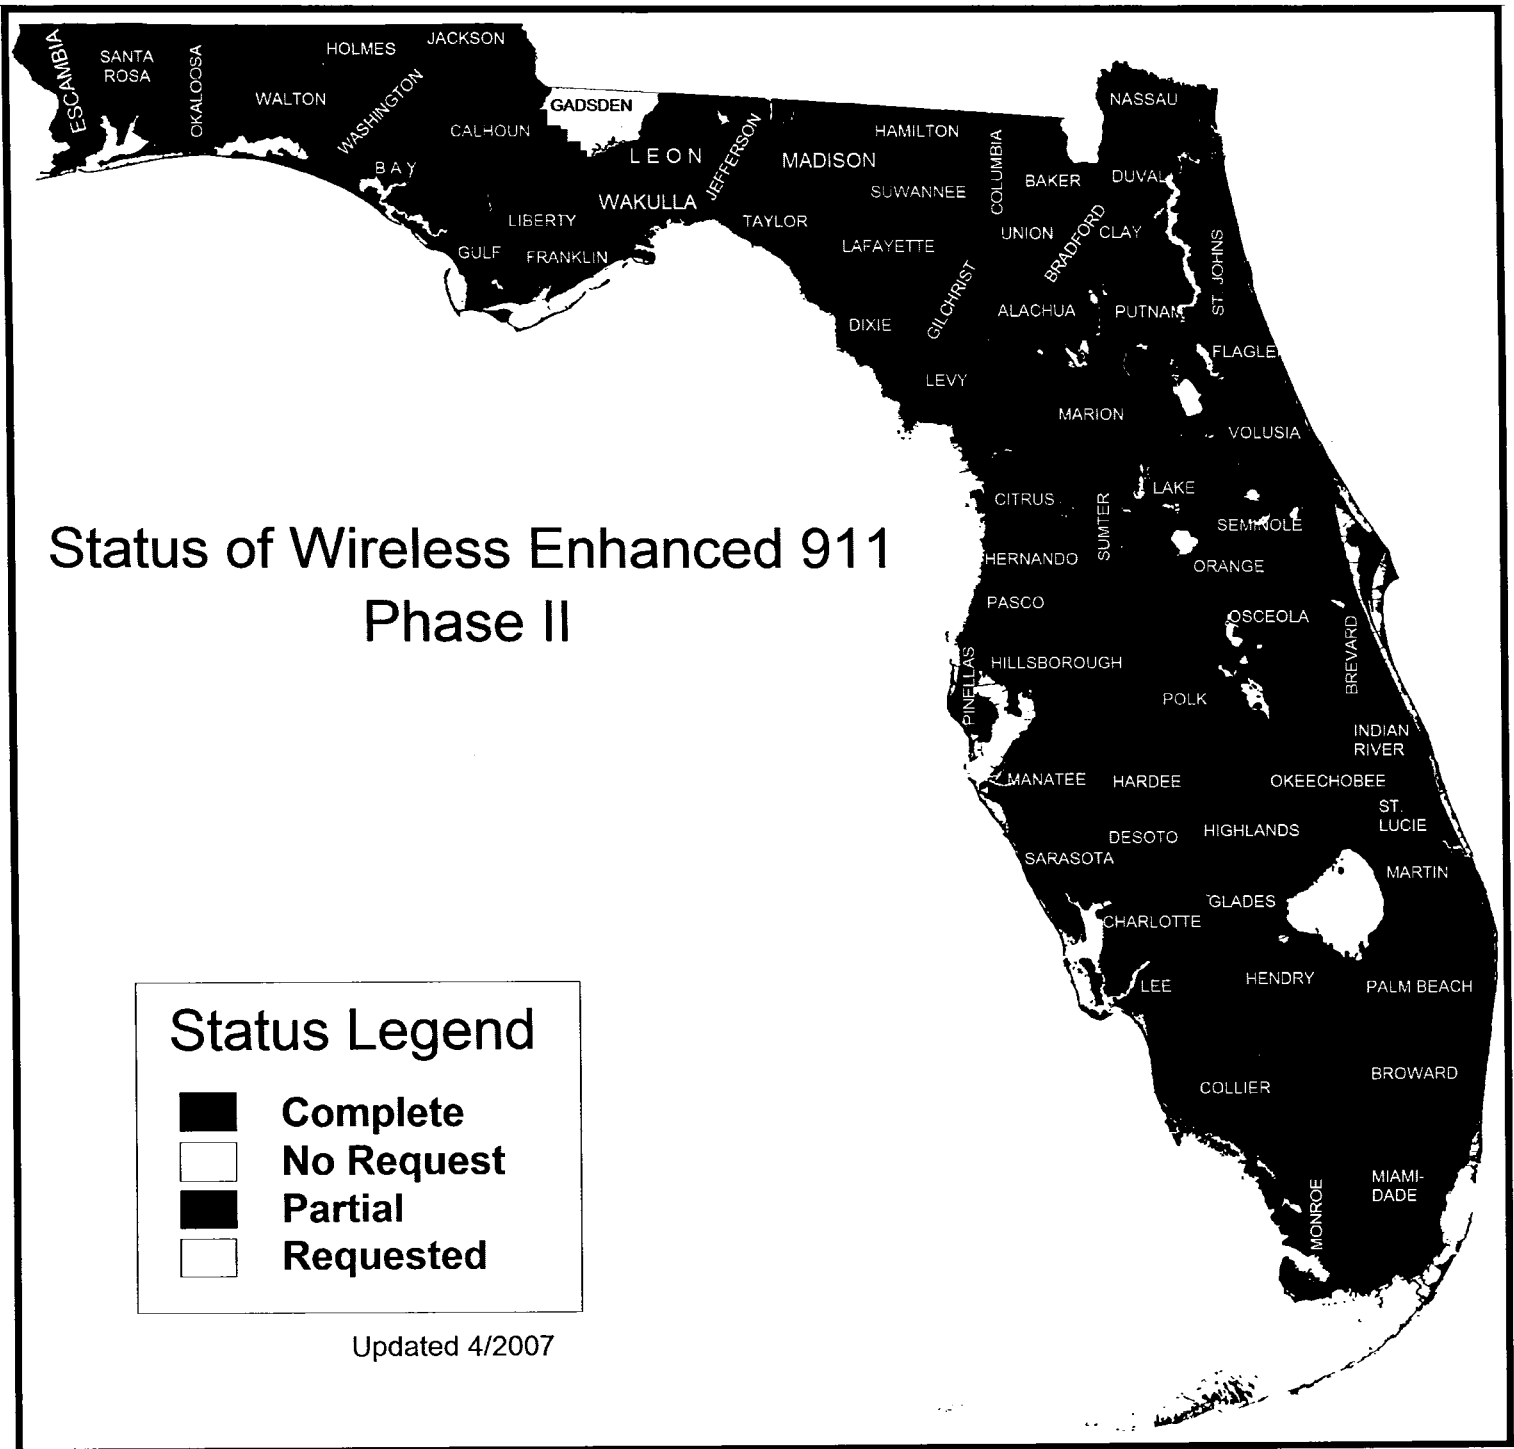 ESCAMBIA
SANTA
ROSA
OKALOOSA
WALTON
HOLMES
JACKSON
WASHINGTON
BAY
CALHOUN
GADSDEN
LEON
JEFFERSON
WAKULLA
LIBERTY
GULF
FRANKLIN
MADISON
TAYLOR
HAMILTON
SUWANNEE
LAFAYETTE
COLUMBIA
BAKER
NASSAU
DUVAL
UNION
BRADFORD
CLAY
ST. JOHNS
DIXIE
GILCHRIST
ALACHUA
PUTNAM
FLAGLE
LEVY
MARION
VOLUSIA
CITRUS
SUMTER
LAKE
SEMINOLE
HERNANDO
ORANGE
PASCO
OSCEOLA
PINELLAS
HILLSBOROUGH
POLK
BREVARD
INDIAN
RIVER
MANATEE
HARDEE
OKEECHOBEE
ST.
LUCIE
DESOTO
HIGHLANDS
SARASOTA
MARTIN
GLADES
CHARLOTTE
LEE
HENDRY
PALM BEACH
COLLIER
BROWARD
MONROE
MIAMI-
DADE
Status of Wireless Enhanced 911
Phase II
Status Legend
Complete
No Request
Partial
Requested
Updated 4/2007